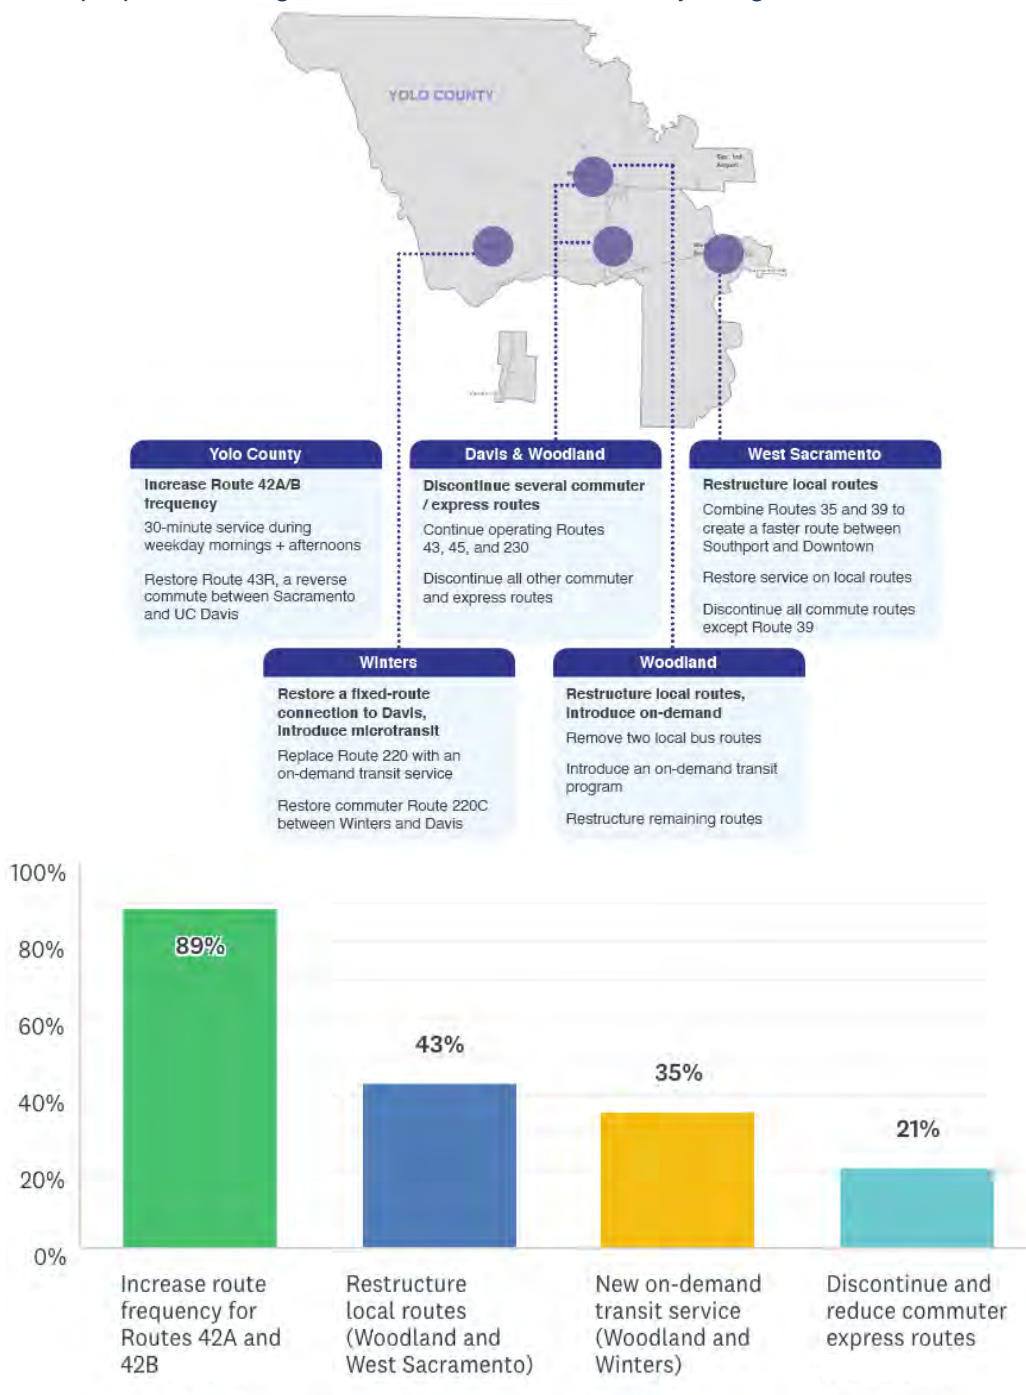 YOLO COUNTY
Sac. Intl.
Airport
Yolo County
Increase Route 42A/B
frequency
30-minute service during
weekday mornings + afternoons
Restore Route 43R, a reverse
commute between Sacramento
and UC Davis
Davis & Woodland
Discontinue several commuter
/ express routes
Continue operating Routes
43, 45, and 230
Discontinue all other commuter
and express routes
West Sacramento
Restructure local routes
Combine Routes 35 and 39 to
create a faster route between
Southport and Downtown
Restore service on local routes
Discontinue all commute routes
except Route 39
Winters
Restore a fixed-route
connection to Davis,
introduce microtransit
Replace Route 220 with an
on-demand transit service
Restore commuter Route 220C
between Winters and Davis
Woodland
Restructure local routes,
introduce on-demand
Remove two local bus routes
Introduce an on-demand transit
program
Restructure remaining routes
100%
80%
60%
40%
20%
0%
89%
43%
35%
21%
Increase route
frequency for
Routes 42A and
42B
Restructure
local routes
(Woodland and
West Sacramento)
New on-demand
transit service
(Woodland and
Winters)
Discontinue and
reduce commuter
express routes